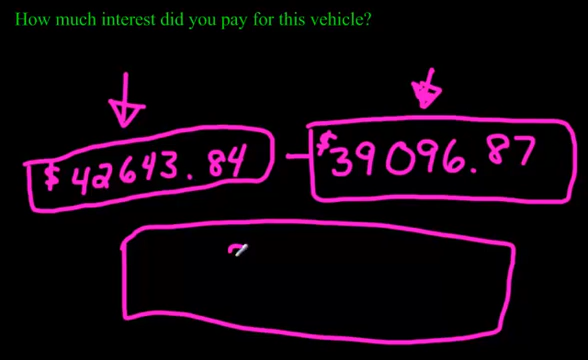 How much interest did you pay for this vehicle?
$ 42643.84 - $39096.87